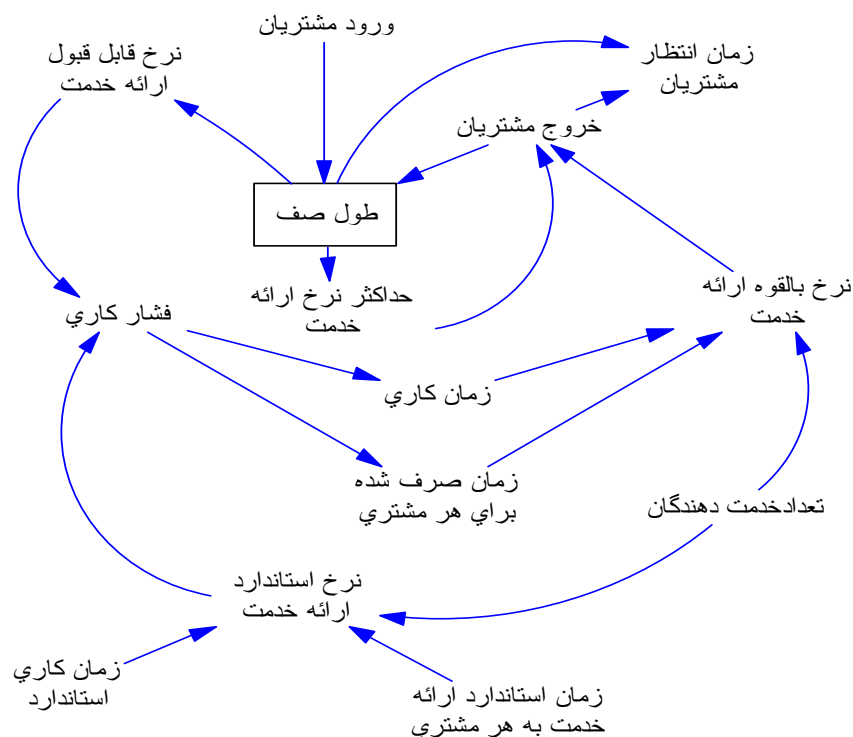 ورود مشتريان
نرخ قابل قبول
ارائه خدمت
زمان انتظار
مشتريان
خروج مشتريان
طول صف
حداكثر نرخ ارائه
خدمت
نرخ بالقوه ارائه
خدمت
فشار كاري
زمان كاري
زمان صرف شده
براي هر مشتري
تعدادخدمت دهندگان
نرخ استاندارد
ارائه خدمت
زمان كاري
استاندارد
زمان استاندارد ارائه
خدمت به هر مشتري